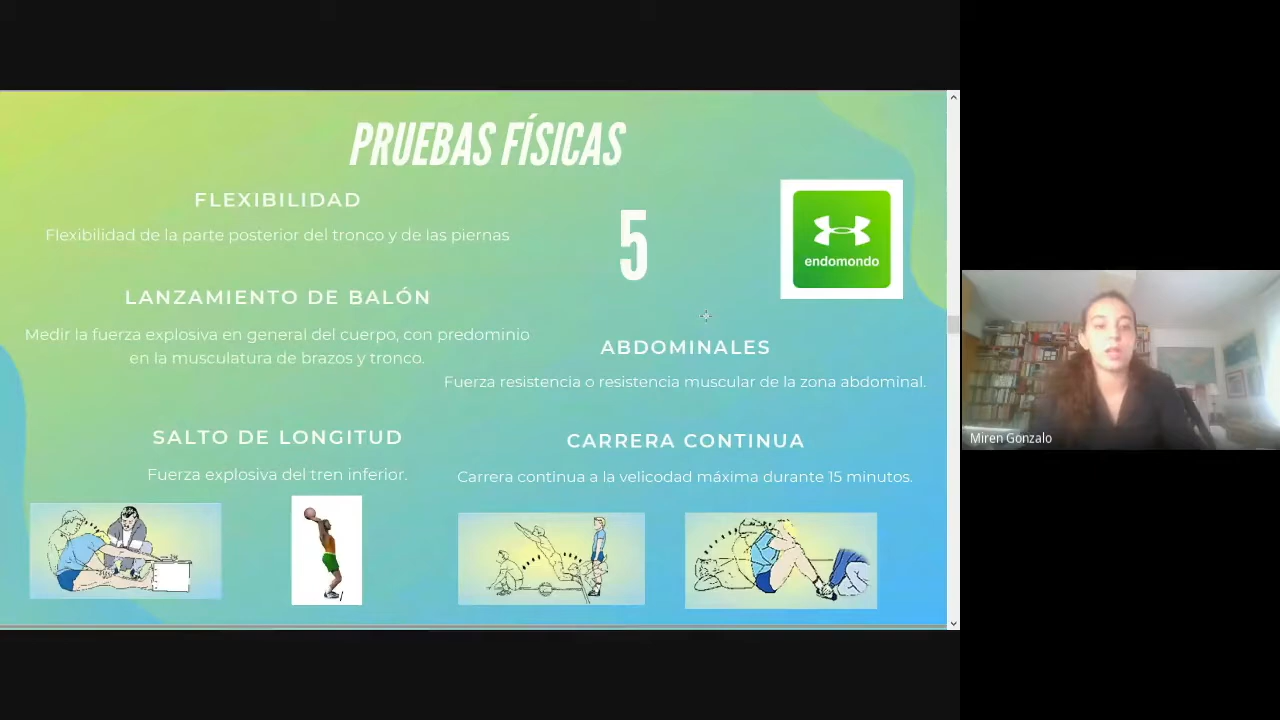 PRUEBAS FÍSICAS
FLEXIBILIDAD
Flexibilidad de la parte posterior del tronco y de las piernas
5
endomondo
LANZAMIENTO DE BALÓN
Medir la fuerza explosiva en general del cuerpo, con predominio
en la musculatura de brazos y tronco.
ABDOMINALES
Fuerza resistencia o resistencia muscular de la zona abdominal.
SALTO DE LONGITUD
Fuerza explosiva del tren inferior.
CARRERA CONTINUA
Carrera continua a la velicodad máxima durante 15 minutos.
Miren Gonzalo